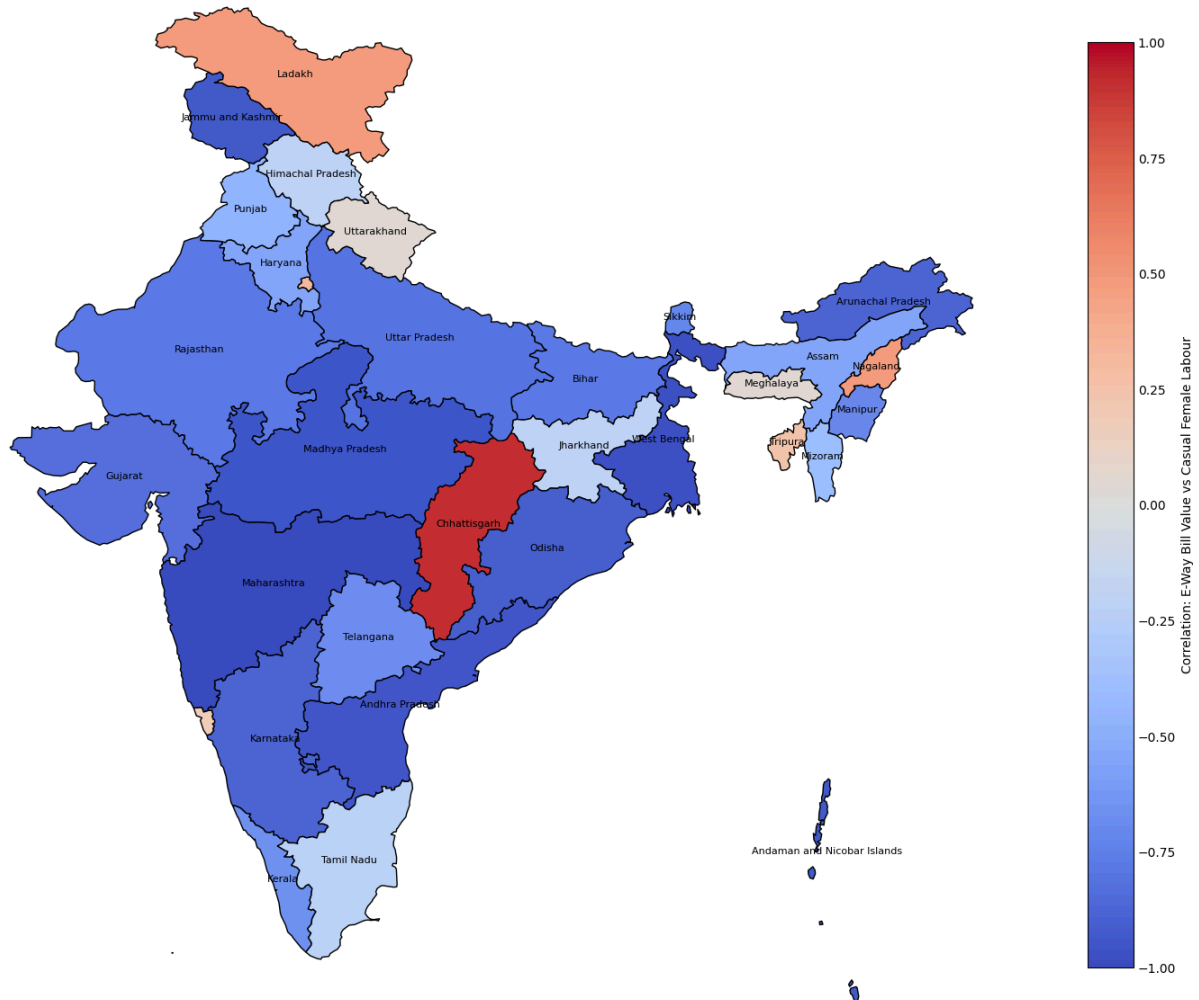 Ladakh
Jammu and Kashmir
Himachal Pradesh
Punjab
Uttarakhand
Haryana
Arunachal Pradesh
Sikkim
Uttar Pradesh
Rajasthan
Assam
Nagaland
Bihar
Meghalaya
Manipur
West Bengal
Tripura
Jharkhand
Madhya Pradesh
Mizoram
Gujarat
Chhattisgarh
Odisha
Maharashtra
Telangana
Andhra Pradesh
Karnataka
Andaman and Nicobar Islands
Tamil Nadu
Kerala
1.00
0.75
0.50
0.25
0.00
−0.25
−0.50
−0.75
−1.00
Correlation: E-Way Bill Value vs Casual Female Labour